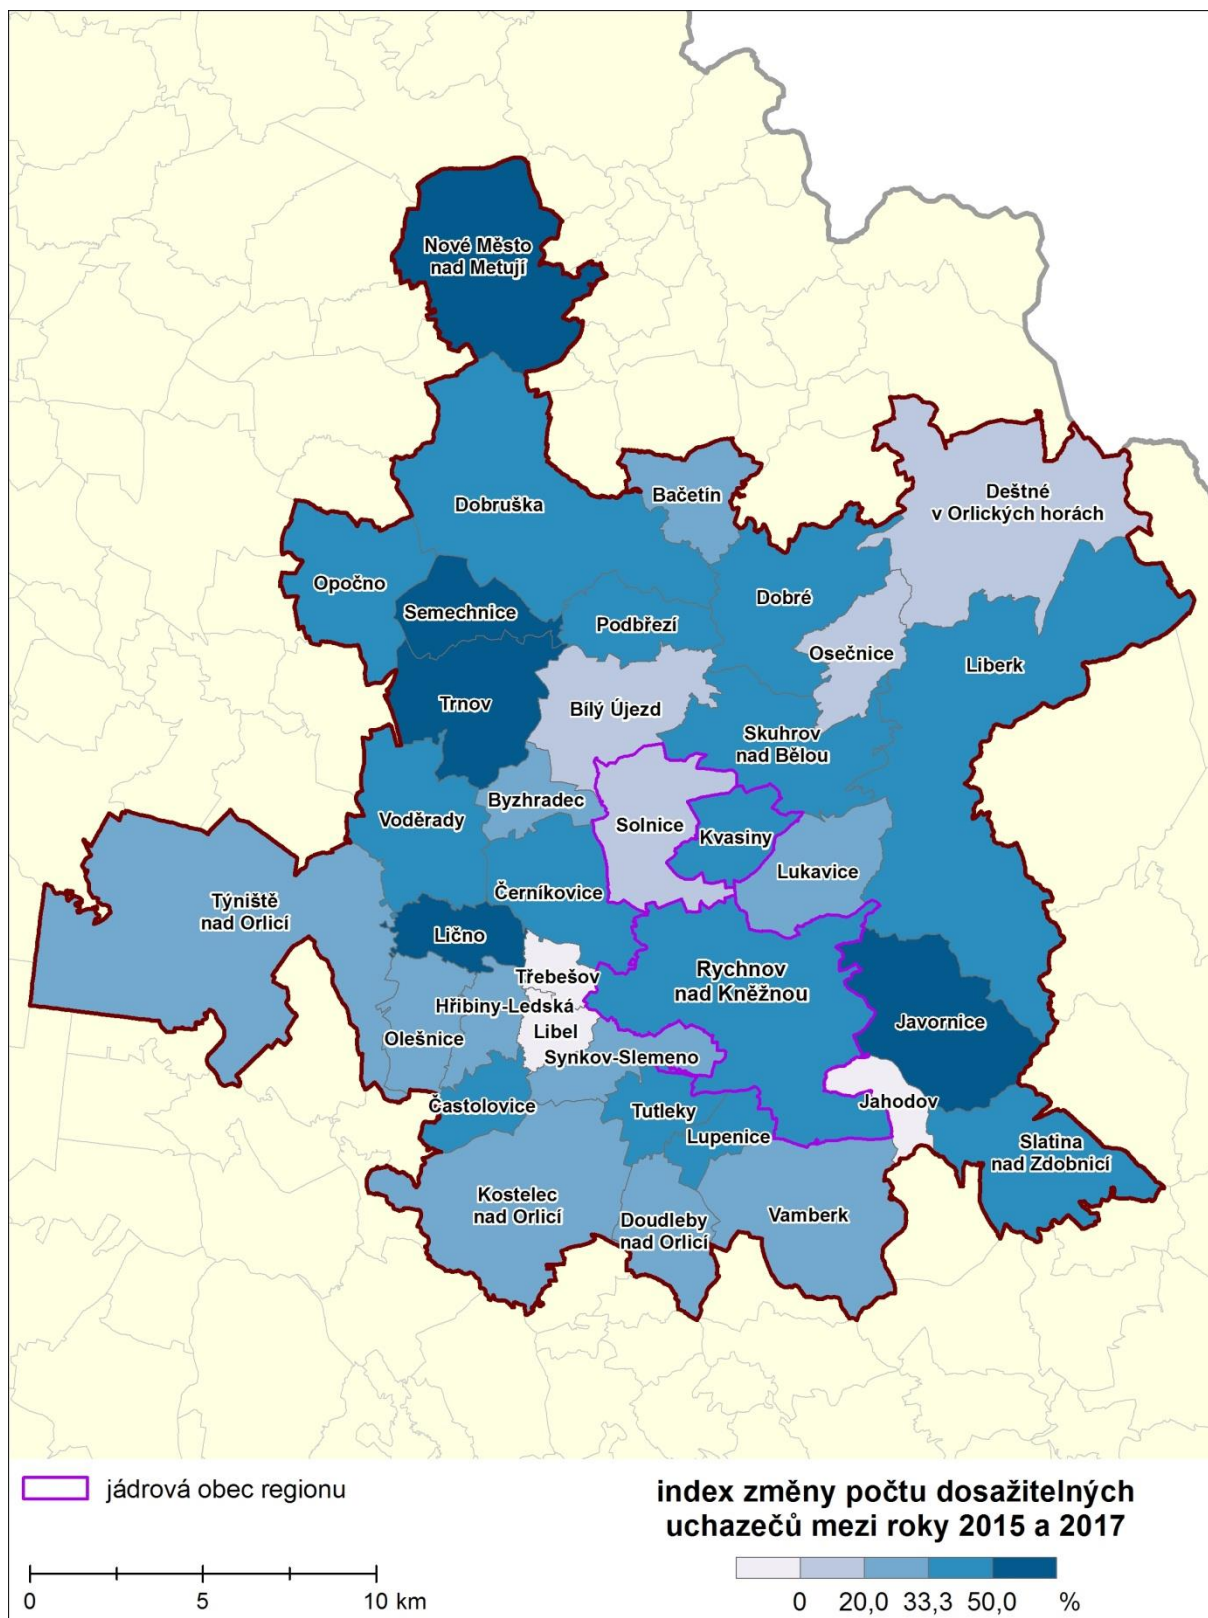 Nové Město
nad Metují
Dobruška
Bačetín
Deštné
v Orlických horách
Opočno
Semechnice
Podbřezí
Dobré
Osečnice
Liberk
Trnov
Bílý Újezd
Skuhrov
nad Bělou
Voděrady
Byzhradec
Solnice
Kvasiny
Lukavice
Týniště
nad Orlicí
Černíkovice
Lično
Třebešov
Rychnov
nad Kněžnou
Hřibiny-Ledská
Libel
Javornice
Olešnice
Synkov-Slemeno
Častolovice
Tutleky
Jahodov
Lupenice
Slatina
nad Zdobnicí
Kostelec
nad Orlicí
Doudleby
nad Orlicí
Vamberk
jádrová obec regionu
index změny počtu dosažitelných
uchazečů mezi roky 2015 a 2017
0 5 10 km
0 20,0 33,3 50,0 %